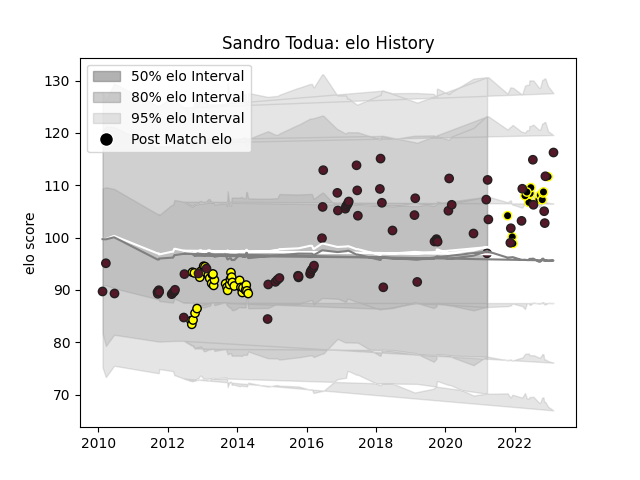 Sandro Todua: elo History
50% elo Interval
80% elo Interval
95% elo Interval
Post Match elo
elo score
130
120
110
100
90
80
70
2010
2012
2014
2016
2018
2020
2022